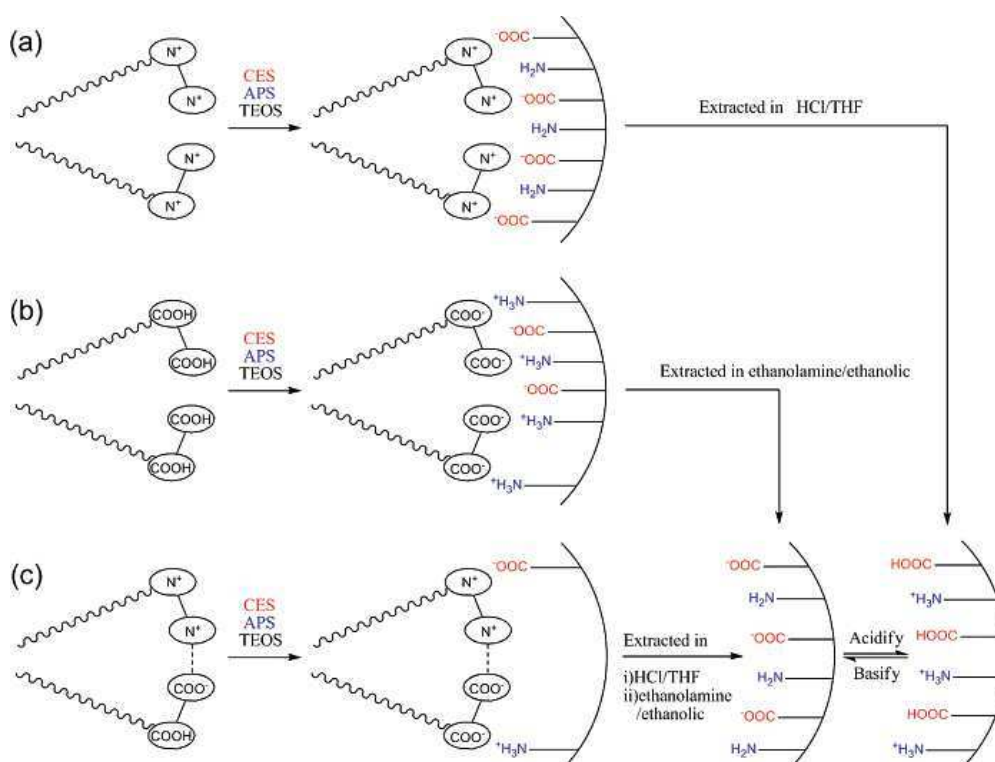 (a)
N⁺
N⁺
N⁺
N⁺
CES
APS
TEOS
N⁺
N⁺
N⁺
N⁺
⁻OOC
H₂N
⁻OOC
H₂N
⁻OOC
H₂N
⁻OOC
Extracted in HCl/THF
(b)
COOH
COOH
COOH
COOH
CES
APS
TEOS
COO⁻
COO⁻
COO⁻
COO⁻
⁺H₃N
⁻OOC
⁺H₃N
⁻OOC
⁺H₃N
⁺H₃N
Extracted in ethanolamine/ethanolic
(c)
N⁺
N⁺
COO⁻
COOH
CES
APS
TEOS
N⁺
N⁺
COO⁻
COO⁻
⁻OOC
⁺H₃N
Extracted in
i)HCl/THF
ii)ethanolamine
/ethanolic
⁻OOC
H₂N
⁻OOC
H₂N
⁻OOC
H₂N
Acidify
Basify
HOOC
⁺H₃N
HOOC
⁺H₃N
HOOC
⁺H₃N